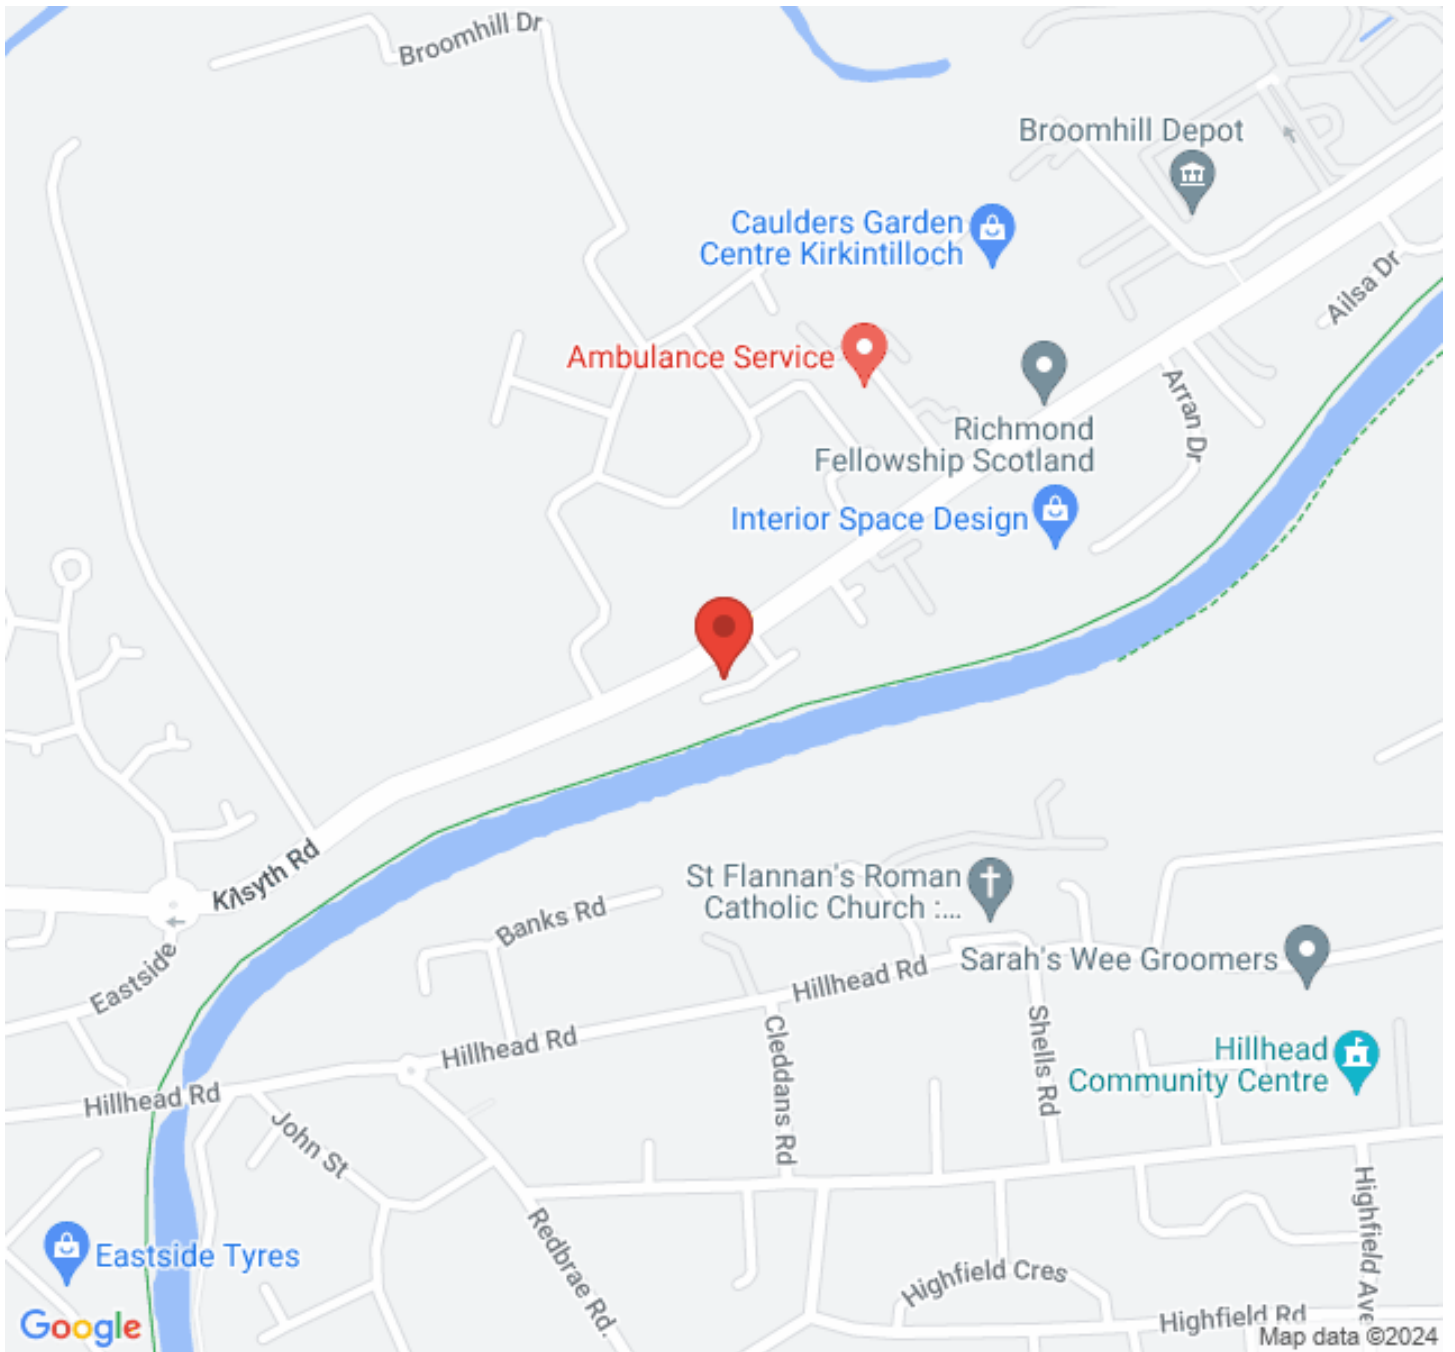 Broomhill Dr
Broomhill Depot
Caulders Garden
Centre Kirkintilloch
Ailsa Dr
Ambulance Service
Arran Dr
Richmond
Fellowship Scotland
Interior Space Design
Kilsyth Rd
St Flannan's Roman
Catholic Church :...
Banks Rd
Sarah's Wee Groomers
Hillhead Rd
Eastside
Shells Rd
Cleddans Rd
Hillhead Rd
Hillhead
Community Centre
Hillhead Rd
John St
Highfield Ave
Redbrae Rd.
Eastside Tyres
Highfield Cres
Highfield Rd
Google
Map data ©2024